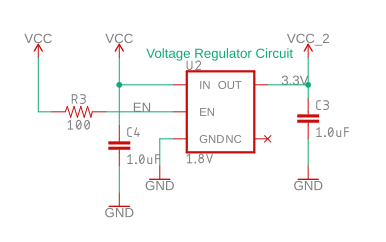 VCC VCC VCC_2
Voltage Regulator Circuit
U2
IN OUT 3.3V
R3 EN EN C3
100 C4 GND NC 1.0uF
1.0uF 1.8V
GND GND
GND